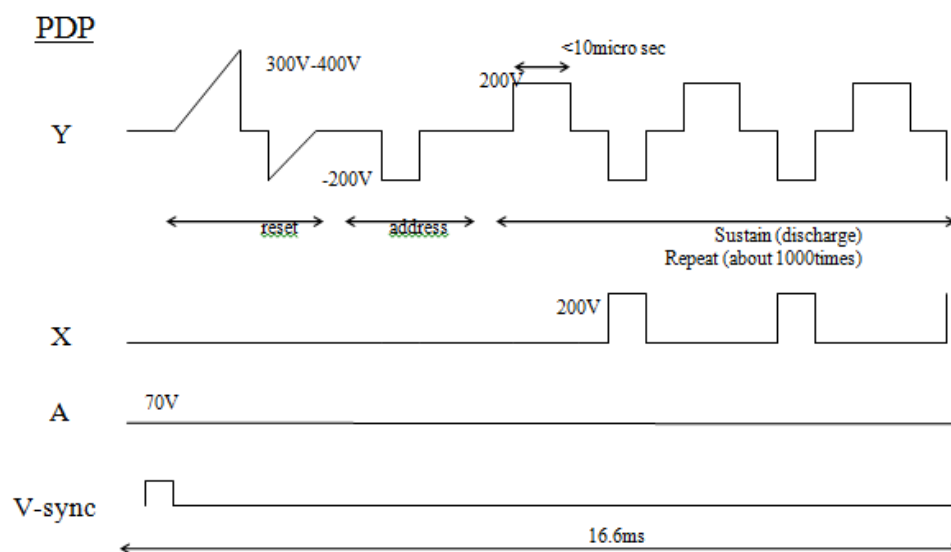 PDP
<10micro sec
300V-400V
200V
Y
-200V
reset
address
Sustain (discharge)
Repeat (about 1000times)
200V
X
70V
A
V-sync
16.6ms